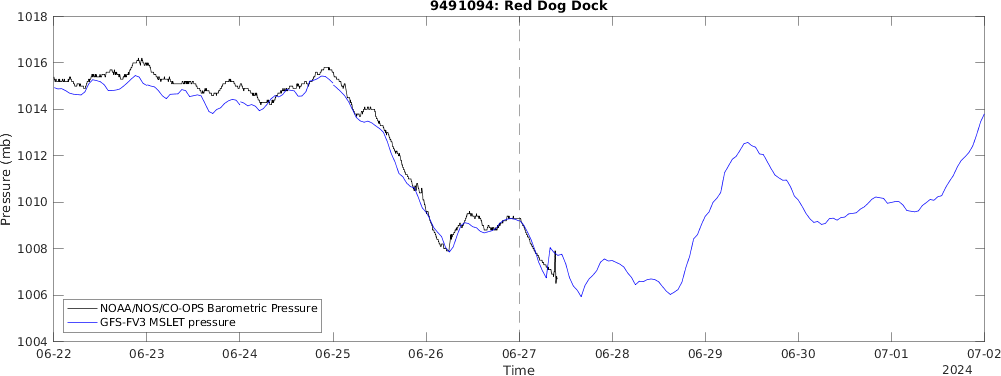 9491094: Red Dog Dock
Pressure (mb)
1018
1016
1014
1012
1010
1008
1006
1004
NOAA/NOS/CO-OPS Barometric Pressure
GFS-FV3 MSLET pressure
06-22 06-23 06-24 06-25 06-26 06-27 06-28 06-29 06-30 07-01 07-02
Time
2024